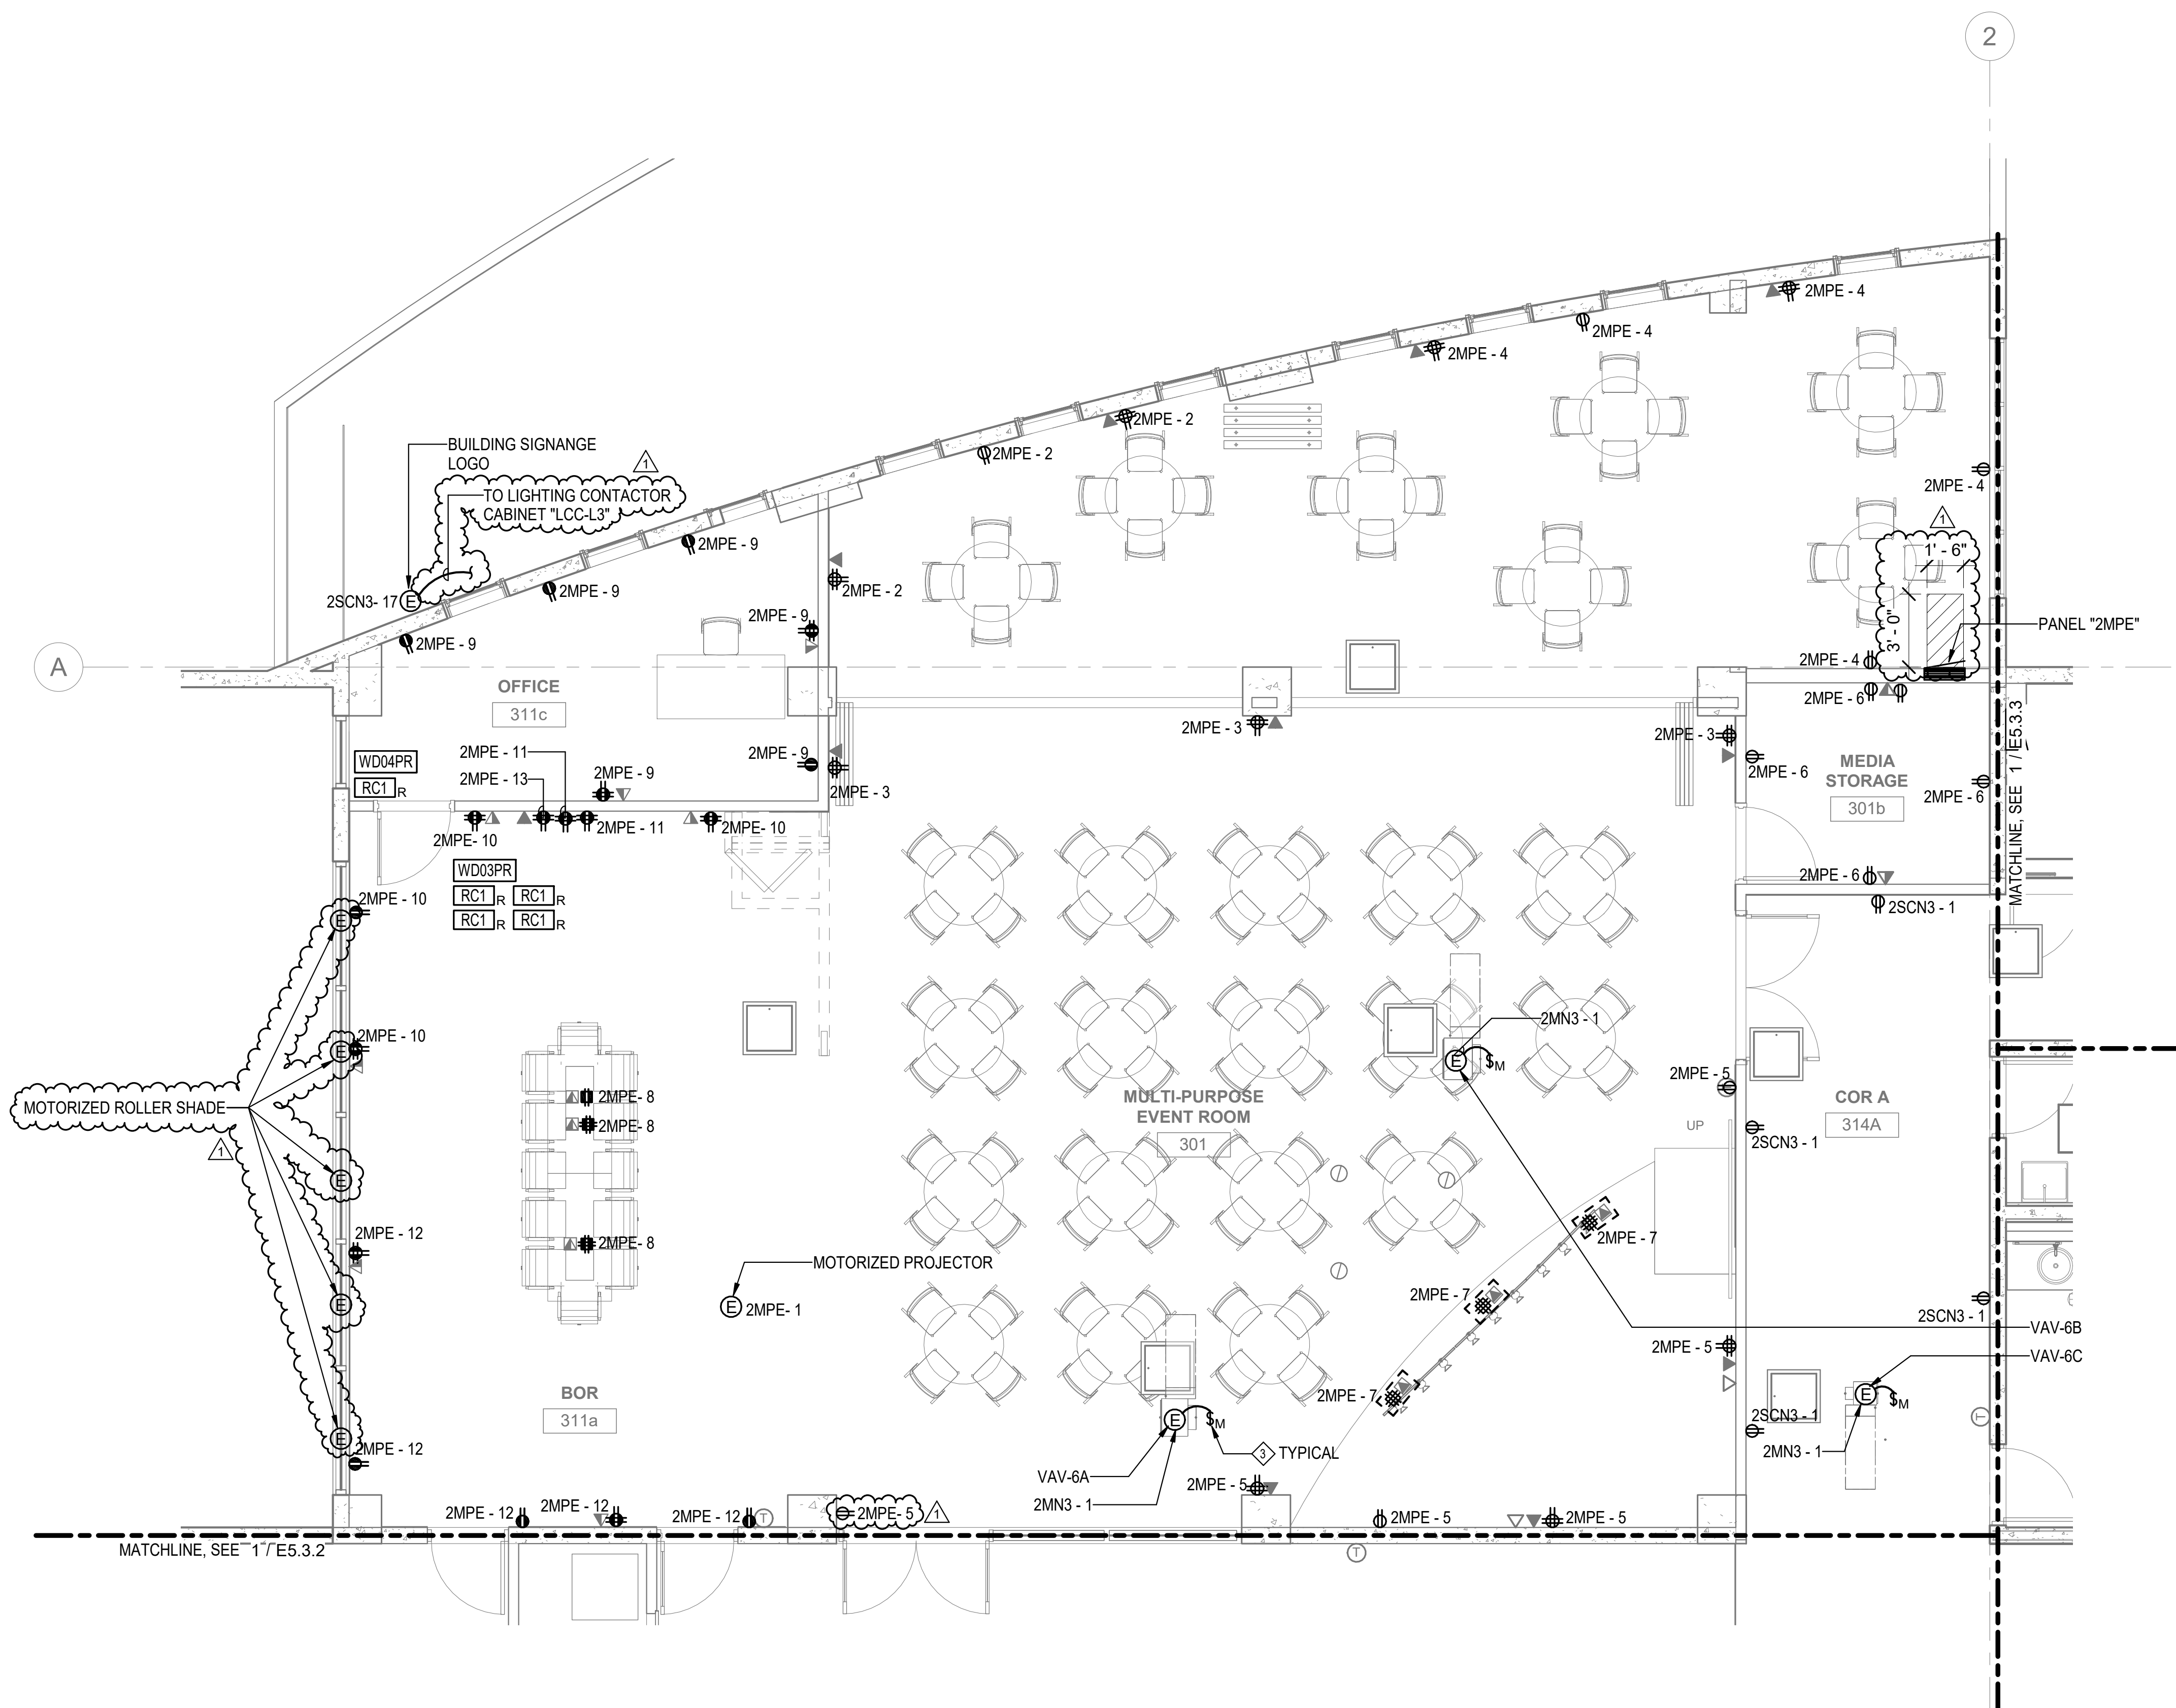 2
2MPE - 4
2MPE - 4
2MPE - 4
2MPE - 2
BUILDING SIGNANGE
LOGO
1
2MPE - 2
2MPE - 4
TO LIGHTING CONTACTOR
CABINET "LCC-L3"
1
2MPE - 9
1' - 6"
2MPE - 9
2MPE - 2
2SCN3- 17
E
2MPE - 9
2MPE - 9
3' - 0"
PANEL "2MPE"
A
2MPE - 4
OFFICE
311c
2MPE - 6
2MPE - 3
2MPE - 3
MATCHLINE, SEE 1 / E5.3.3
WD04PR
RC1
R
2MPE - 11
2MPE - 13
2MPE - 9
2MPE - 9
2MPE - 3
2MPE - 6
MEDIA
STORAGE
301b
2MPE - 6
2MPE- 10
2MPE - 11
2MPE- 10
WD03PR
RC1
R
RC1
R
RC1
R
RC1
R
2MPE - 6
2SCN3 - 1
2MPE - 10
E
2MPE - 10
E
2MN3 - 1
E
$M
2MPE - 5
MOTORIZED ROLLER SHADE
1
2MPE- 8
2MPE- 8
MULTI-PURPOSE
EVENT ROOM
301
UP
COR A
314A
2SCN3 - 1
E
2MPE - 12
2MPE- 8
2MPE - 7
MOTORIZED PROJECTOR
E
2MPE- 1
2MPE - 7
E
2SCN3 - 1
VAV-6B
2MPE - 5
VAV-6C
BOR
311a
2MPE - 7
E
$M
E
$M
2SCN3 - 1
T
E
2MPE - 12
3
TYPICAL
2MN3 - 1
VAV-6A
2MN3 - 1
2MPE - 5
2MPE - 12
2MPE - 12
2MPE - 12
T
2MPE- 5
1
2MPE - 5
2MPE - 5
MATCHLINE, SEE 1 / E5.3.2
T